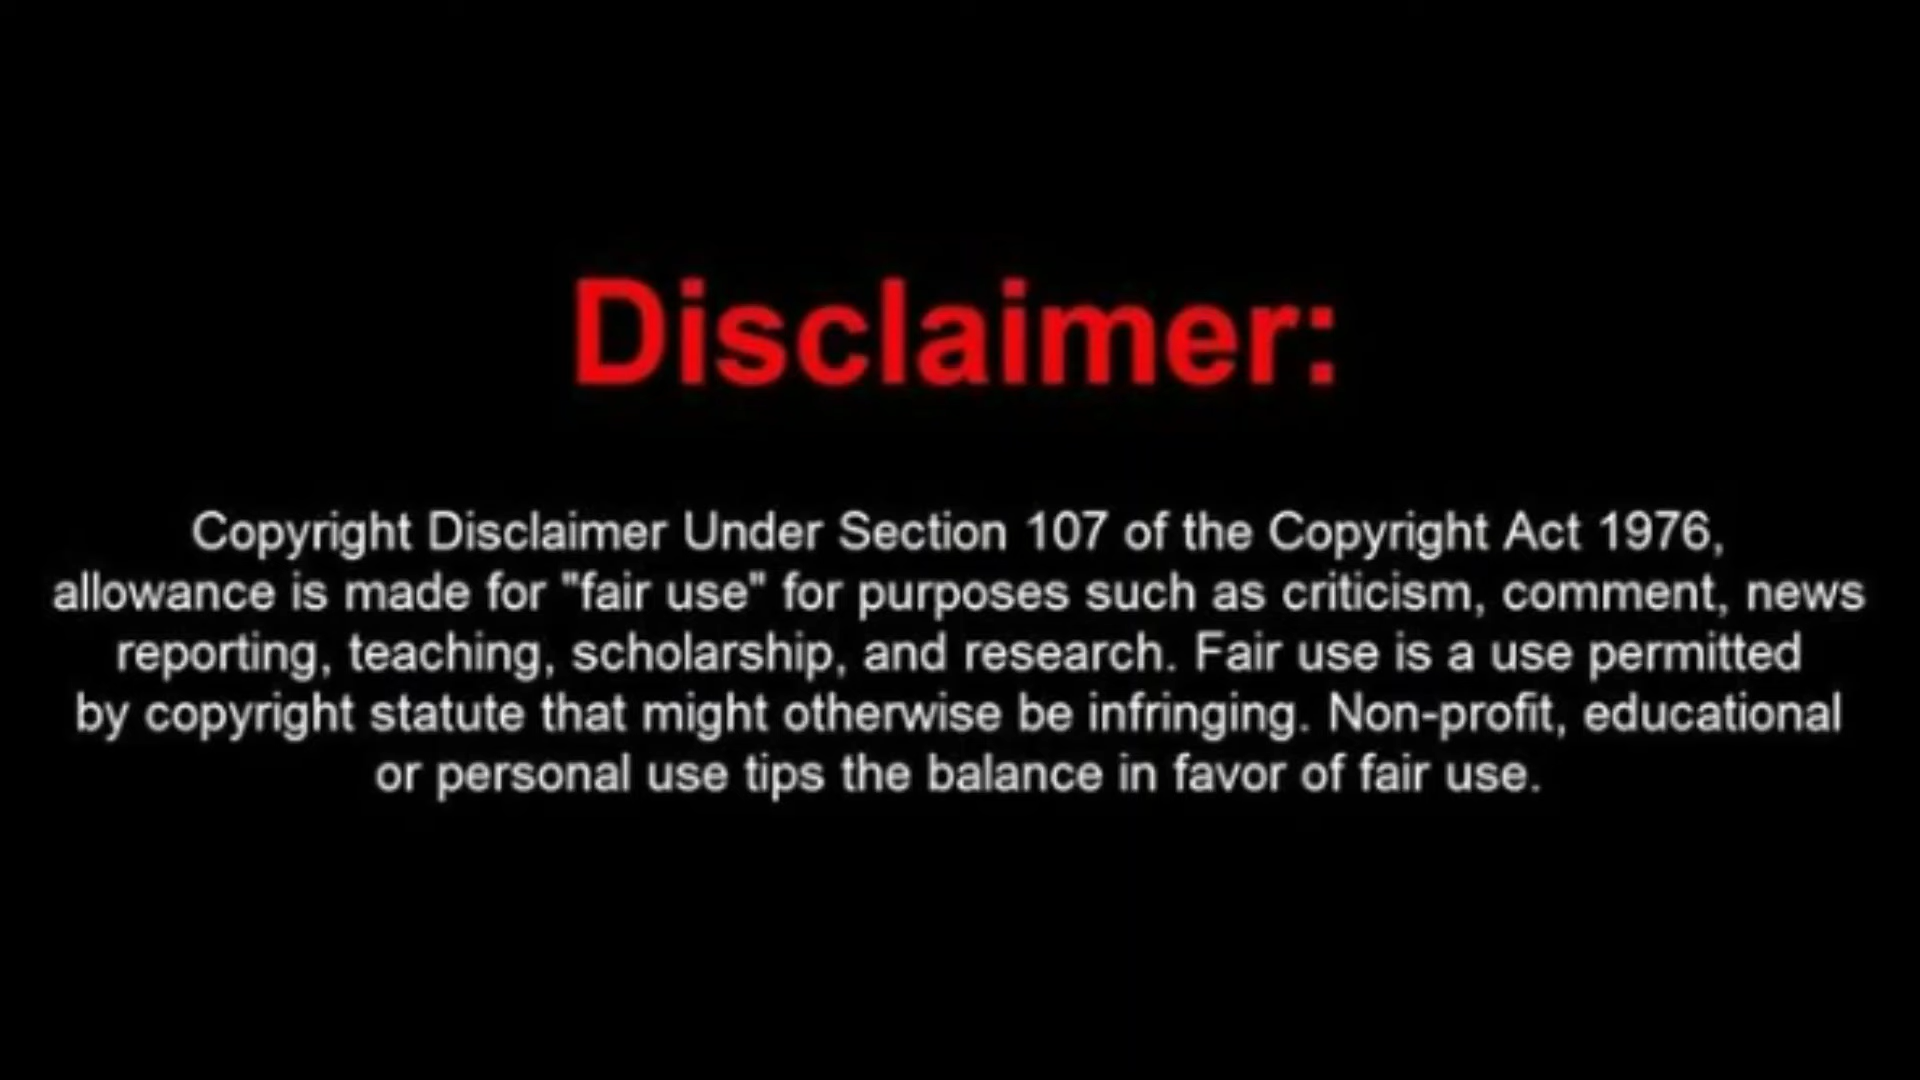 Disclaimer:
Copyright Disclaimer Under Section 107 of the Copyright Act 1976,
allowance is made for "fair use" for purposes such as criticism, comment, news
reporting, teaching, scholarship, and research. Fair use is a use permitted
by copyright statute that might otherwise be infringing. Non-profit, educational
or personal use tips the balance in favor of fair use.